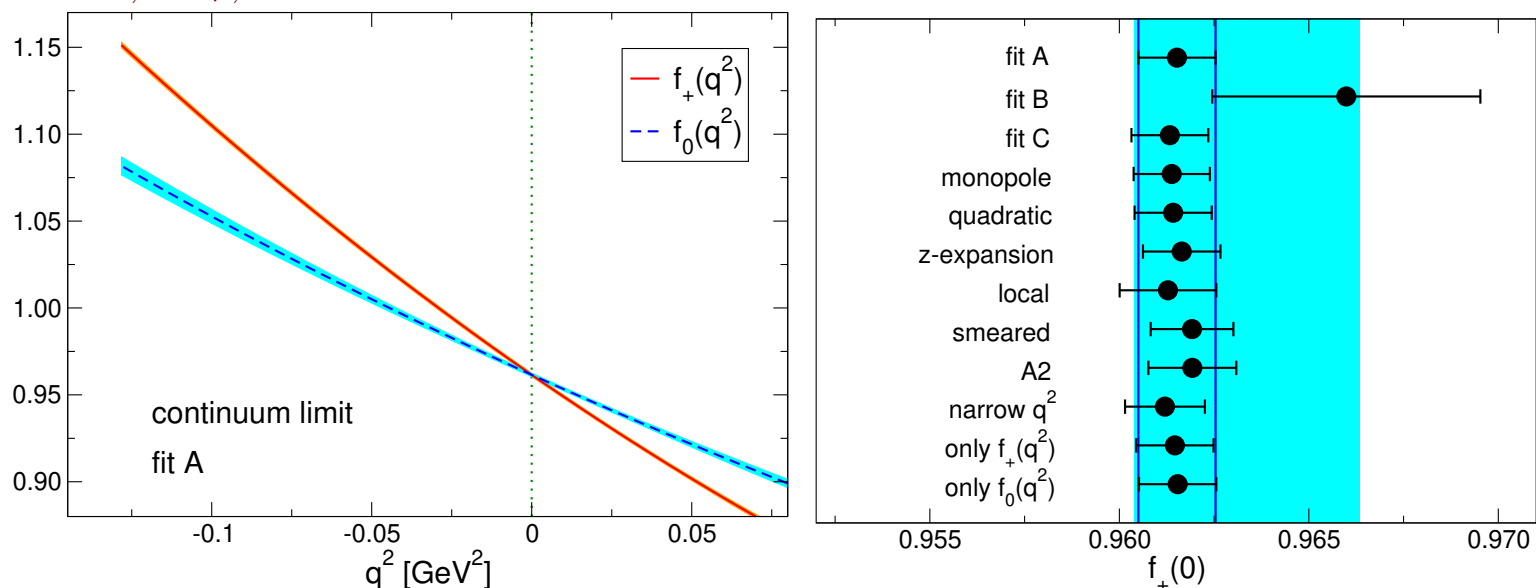 1.15
1.10
1.05
1.00
0.95
0.90
f+(q²)
f0(q²)
continuum limit
fit A
-0.1
-0.05
0
0.05
q² [GeV²]
fit A
fit B
fit C
monopole
quadratic
z-expansion
local
smeared
A2
narrow q²
only f+(q²)
only f0(q²)
0.955
0.960
0.965
0.970
f+(0)